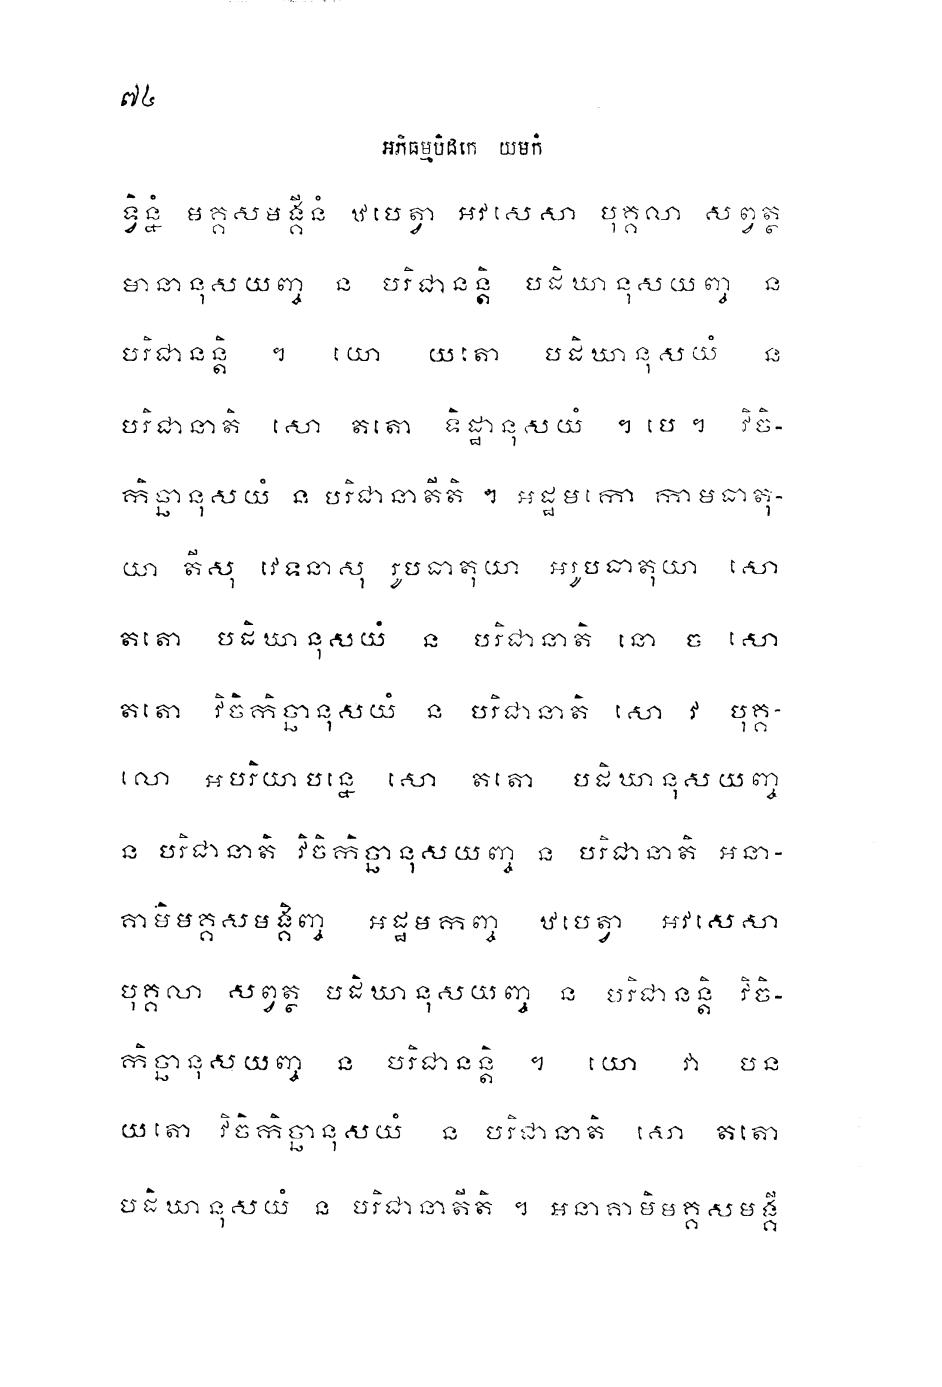 ៧៤
អភិធម្មបិដកេ យមកំ
ទ្វិន្នំ មគ្គសមង្គីនំ ឋបេត្វា អវសេសា បុគ្គលា សព្វត្ថ
មានានុសយញ្ច ន បរិជានន្តិ បដិឃានុសយញ្ច ន
បរិជានន្តិ ។ យោ យតោ បដិឃានុសយំ ន
បរិជានាតិ សោ តតោ ទិដ្ឋានុសយំ ។បេ។ វិចិ-
កិច្ឆានុសយំ ន បរិជានាតីតិ ។ អដ្ឋមកោ កាមធាតុ-
យា តីសុ វេទនាសុ រូបធាតុយា អរូបធាតុយា សោ
តតោ បដិឃានុសយំ ន បរិជានាតិ នោ ច សោ
តតោ វិចិកិច្ឆានុសយំ ន បរិជានាតិ សោ វ បុគ្គ-
លោ អបរិយាបន្នេ សោ តតោ បដិឃានុសយញ្ច
ន បរិជានាតិ វិចិកិច្ឆានុសយញ្ច ន បរិជានាតិ អនា-
គាមិមគ្គសមង្គិញ្ច អដ្ឋមកញ្ច ឋបេត្វា អវសេសា
បុគ្គលា សព្វត្ថ បដិឃានុសយញ្ច ន បរិជានន្តិ វិចិ-
កិច្ឆានុសយញ្ច ន បរិជានន្តិ ។ យោ វា បន
យតោ វិចិកិច្ឆានុសយំ ន បរិជានាតិ សោ តតោ
បដិឃានុសយំ ន បរិជានាតីតិ ។ អនាគាមិមគ្គសមង្គី